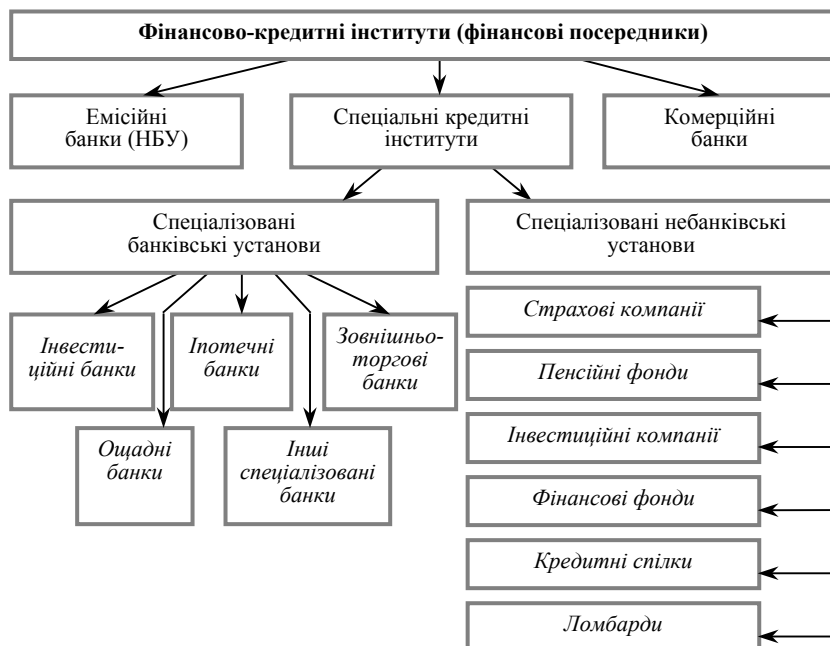 Фінансово-кредитні інститути (фінансові посередники)
Емісійні
банки (НБУ)
Спеціальні кредитні
інститути
Комерційні
банки
Спеціалізовані
банківські установи
Спеціалізовані небанківські
установи
Інвести-
ційні банки
Іпотечні
банки
Зовнішньо-
торгові
банки
Ощадні
банки
Інші
спеціалізовані
банки
Страхові компанії
Пенсійні фонди
Інвестиційні компанії
Фінансові фонди
Кредитні спілки
Ломбарди